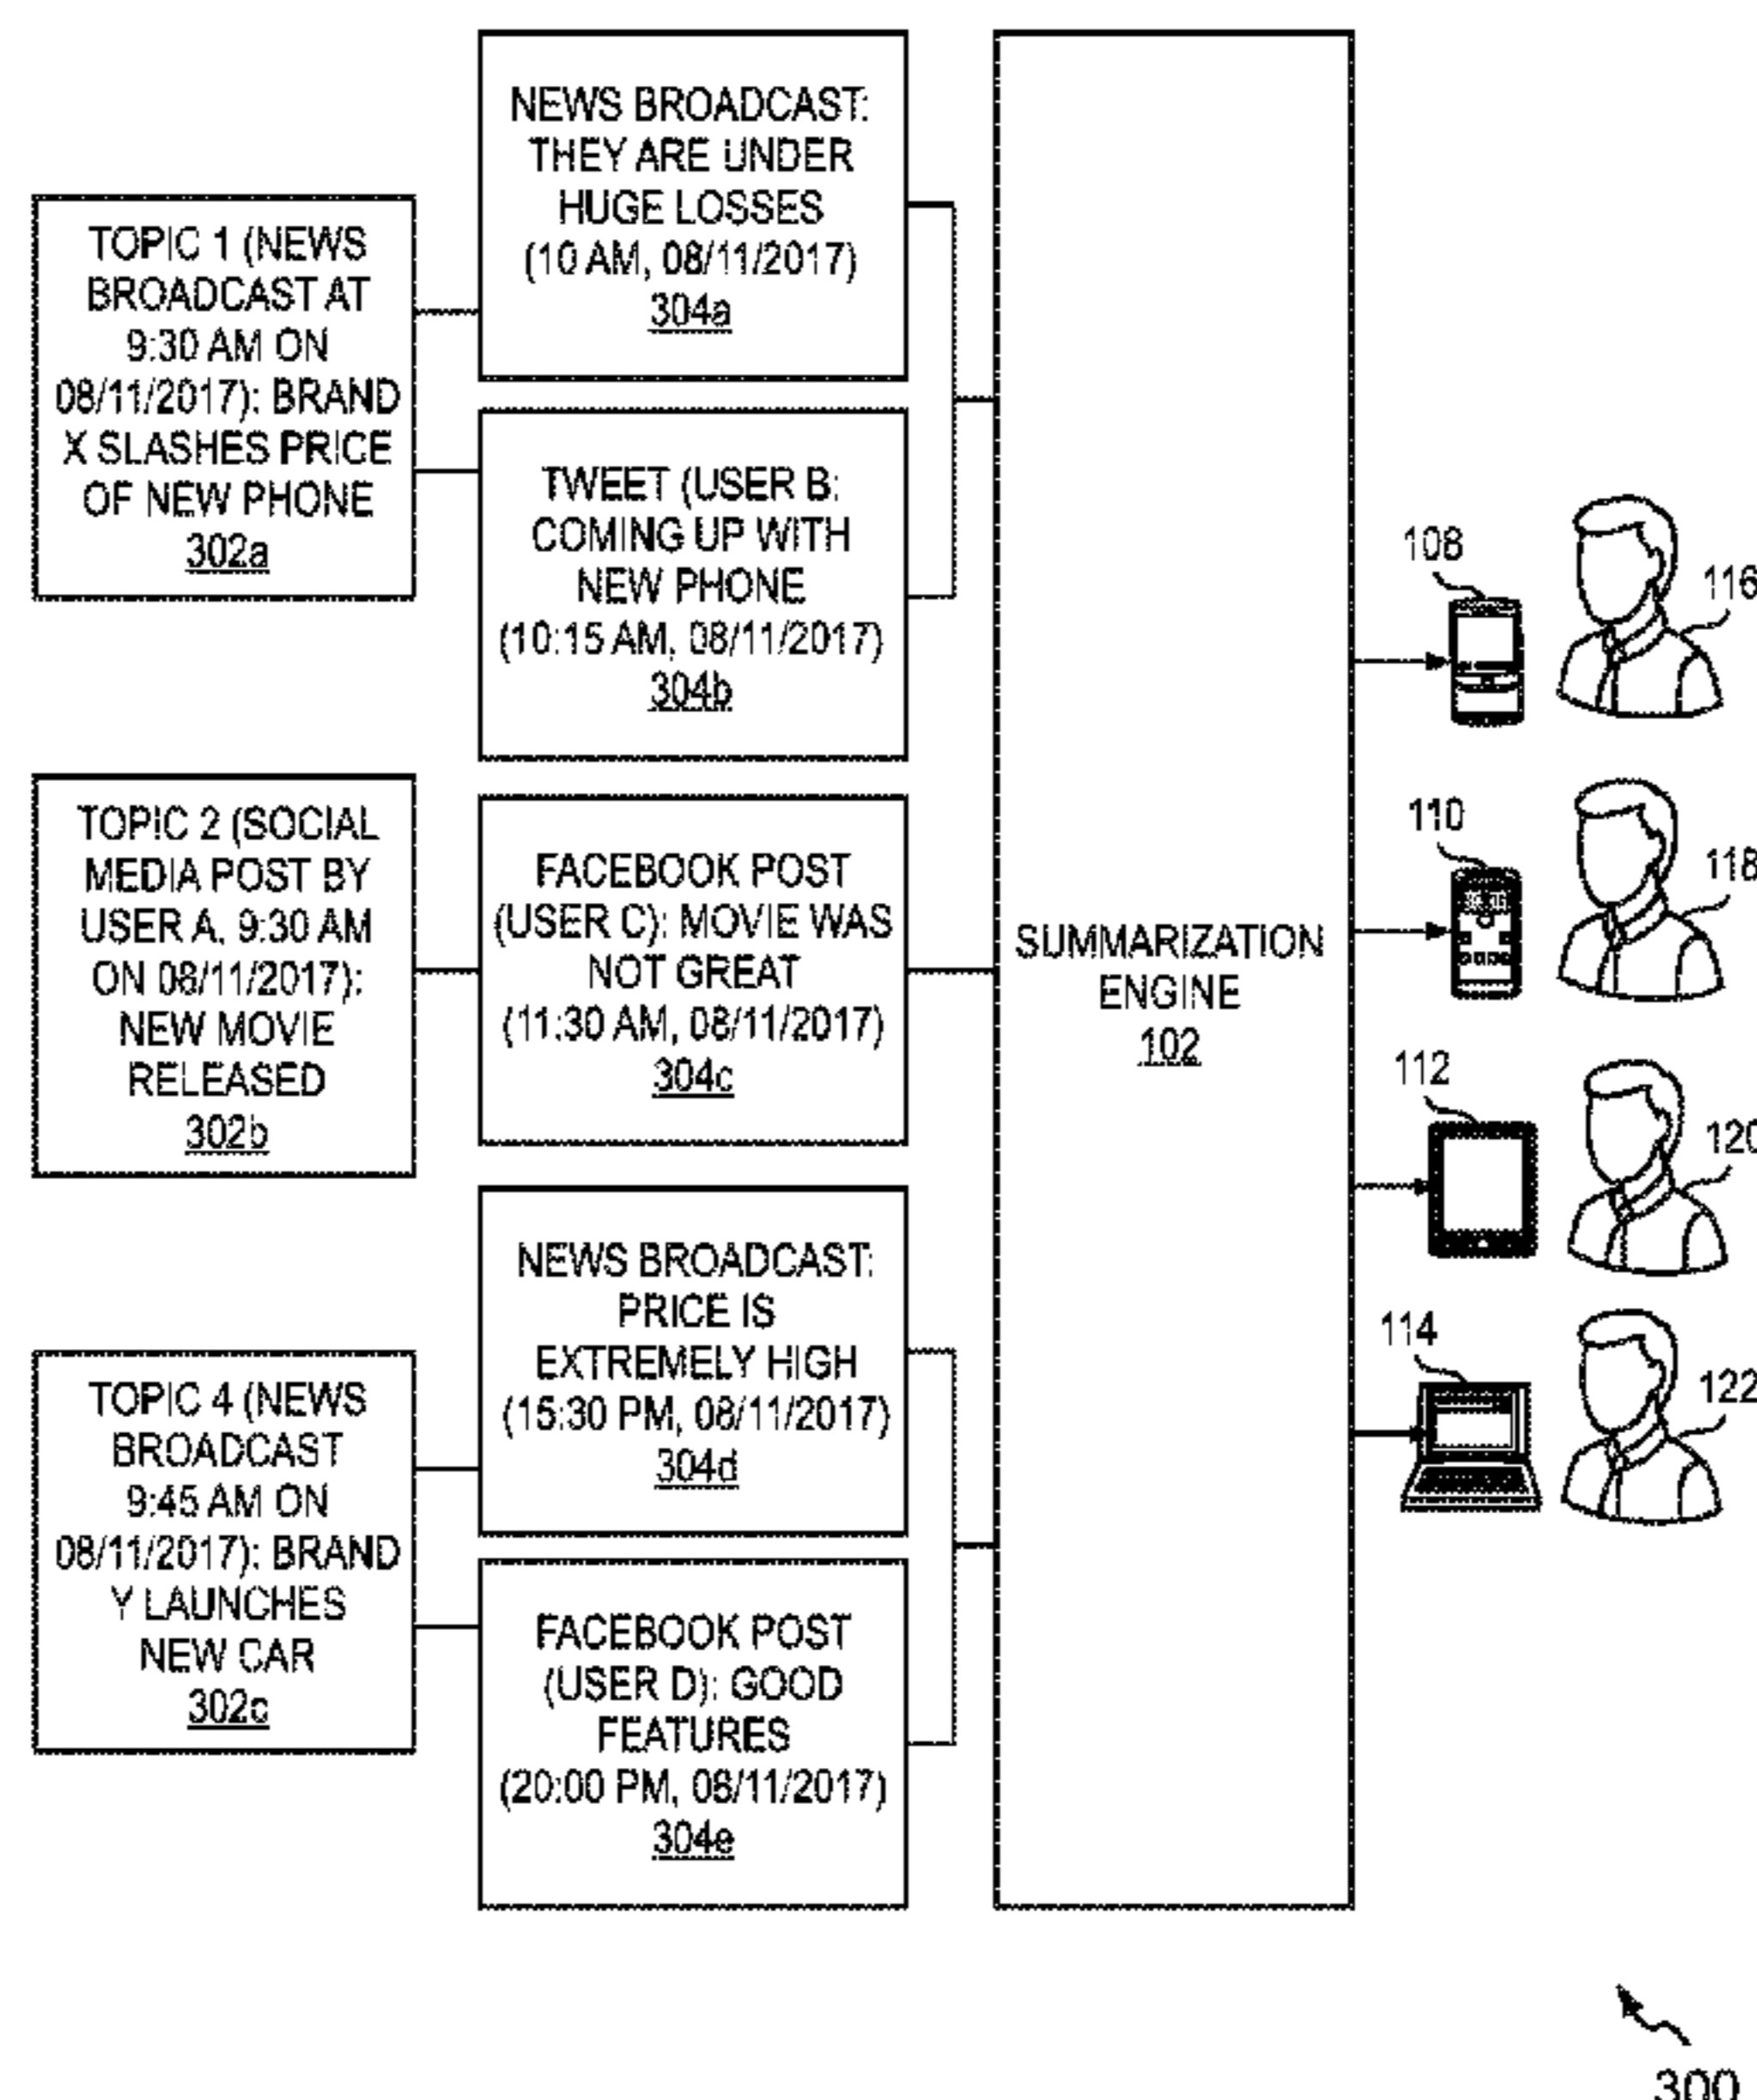 TOPIC 1 (NEWS
BROADCAST AT
9:30 AM ON
08/11/2017): BRAND
X SLASHES PRICE
OF NEW PHONE
302a
NEWS BROADCAST:
THEY ARE UNDER
HUGE LOSSES
(10 AM, 08/11/2017)
304a
TWEET (USER B:
COMING UP WITH
NEW PHONE
(10:15 AM, 08/11/2017)
304b
TOPIC 2 (SOCIAL
MEDIA POST BY
USER A, 9:30 AM
ON 08/11/2017):
NEW MOVIE
RELEASED
302b
FACEBOOK POST
(USER C): MOVIE WAS
NOT GREAT
(11:30 AM, 08/11/2017)
304c
TOPIC 4 (NEWS
BROADCAST
9:45 AM ON
08/11/2017): BRAND
Y LAUNCHES
NEW CAR
302c
NEWS BROADCAST:
PRICE IS
EXTREMELY HIGH
(15:30 PM, 08/11/2017)
304d
FACEBOOK POST
(USER D): GOOD
FEATURES
(20:00 PM, 08/11/2017)
304e
SUMMARIZATION
ENGINE
102
108
116
110
118
112
120
114
122
300